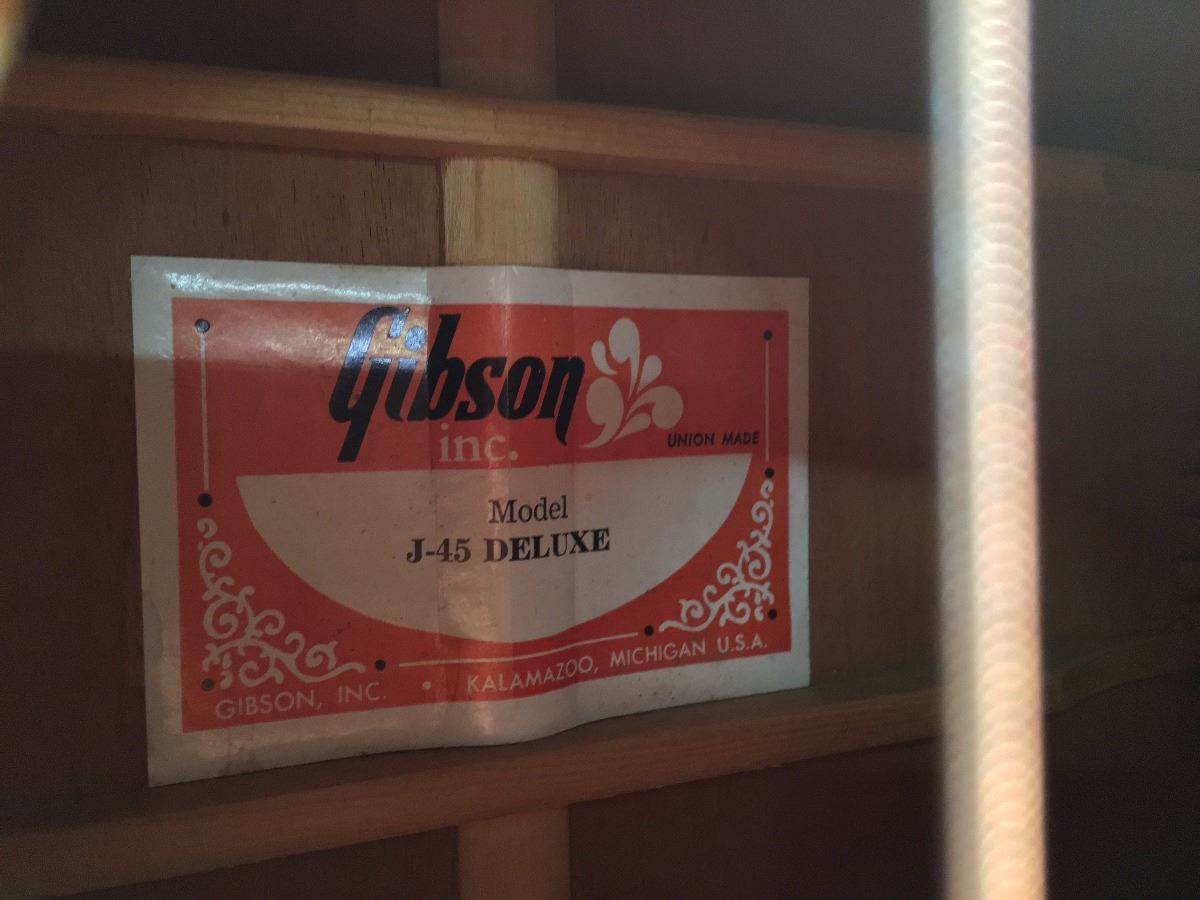 Gibson
inc.
UNION MADE
Model
J-45 DELUXE
GIBSON, INC. • KALAMAZOO, MICHIGAN U.S.A.